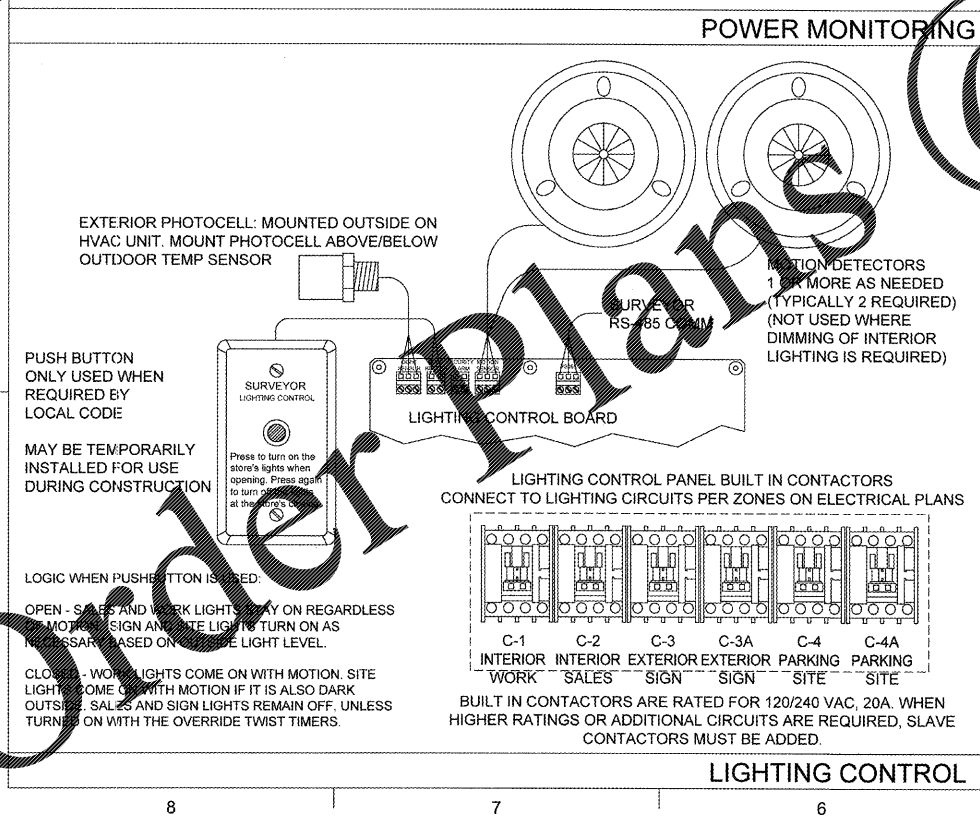 POWER MONITORING
EXTERIOR PHOTOCELL: MOUNTED OUTSIDE ON
HVAC UNIT. MOUNT PHOTOCELL ABOVE/BELOW
OUTDOOR TEMP SENSOR
MOTION DETECTORS
1 OR MORE AS NEEDED
(TYPICALLY 2 REQUIRED)
(NOT USED WHERE
DIMMING OF INTERIOR
LIGHTING IS REQUIRED)
SURVEYOR
RS-485 COMM
PUSH BUTTON
ONLY USED WHEN
REQUIRED BY
LOCAL CODE
MAY BE TEMPORARILY
INSTALLED FOR USE
DURING CONSTRUCTION
SURVEYOR
LIGHTING CONTROL
Press to turn on the
store's lights when
opening. Press again
to turn off the lights
at the store's
MOTION
SENSOR
LIGHTING CONTROL BOARD
LIGHTING CONTROL PANEL BUILT IN CONTACTORS
CONNECT TO LIGHTING CIRCUITS PER ZONES ON ELECTRICAL PLANS
C-1 C-2 C-3 C-3A C-4 C-4A
INTERIOR INTERIOR EXTERIOR EXTERIOR PARKING PARKING
WORK SALES SIGN SIGN SITE SITE
BUILT IN CONTACTORS ARE RATED FOR 120/240 VAC, 20A. WHEN
HIGHER RATINGS OR ADDITIONAL CIRCUITS ARE REQUIRED, SLAVE
CONTACTORS MUST BE ADDED.
LOGIC WHEN PUSHBUTTON IS USED:
OPEN - SALES AND WORK LIGHTS STAY ON REGARDLESS
OF MOTION. SIGN AND SITE LIGHTS TURN ON AS
NECESSARY BASED ON OUTSIDE LIGHT LEVEL.
CLOSED - WORK LIGHTS COME ON WITH MOTION. SITE
LIGHTS COME ON WITH MOTION IF IT IS ALSO DARK
OUTSIDE. SALES AND SIGN LIGHTS REMAIN OFF, UNLESS
TURNED ON WITH THE OVERRIDE TWIST TIMERS.
LIGHTING CONTROL
8 7 6
Order Plans